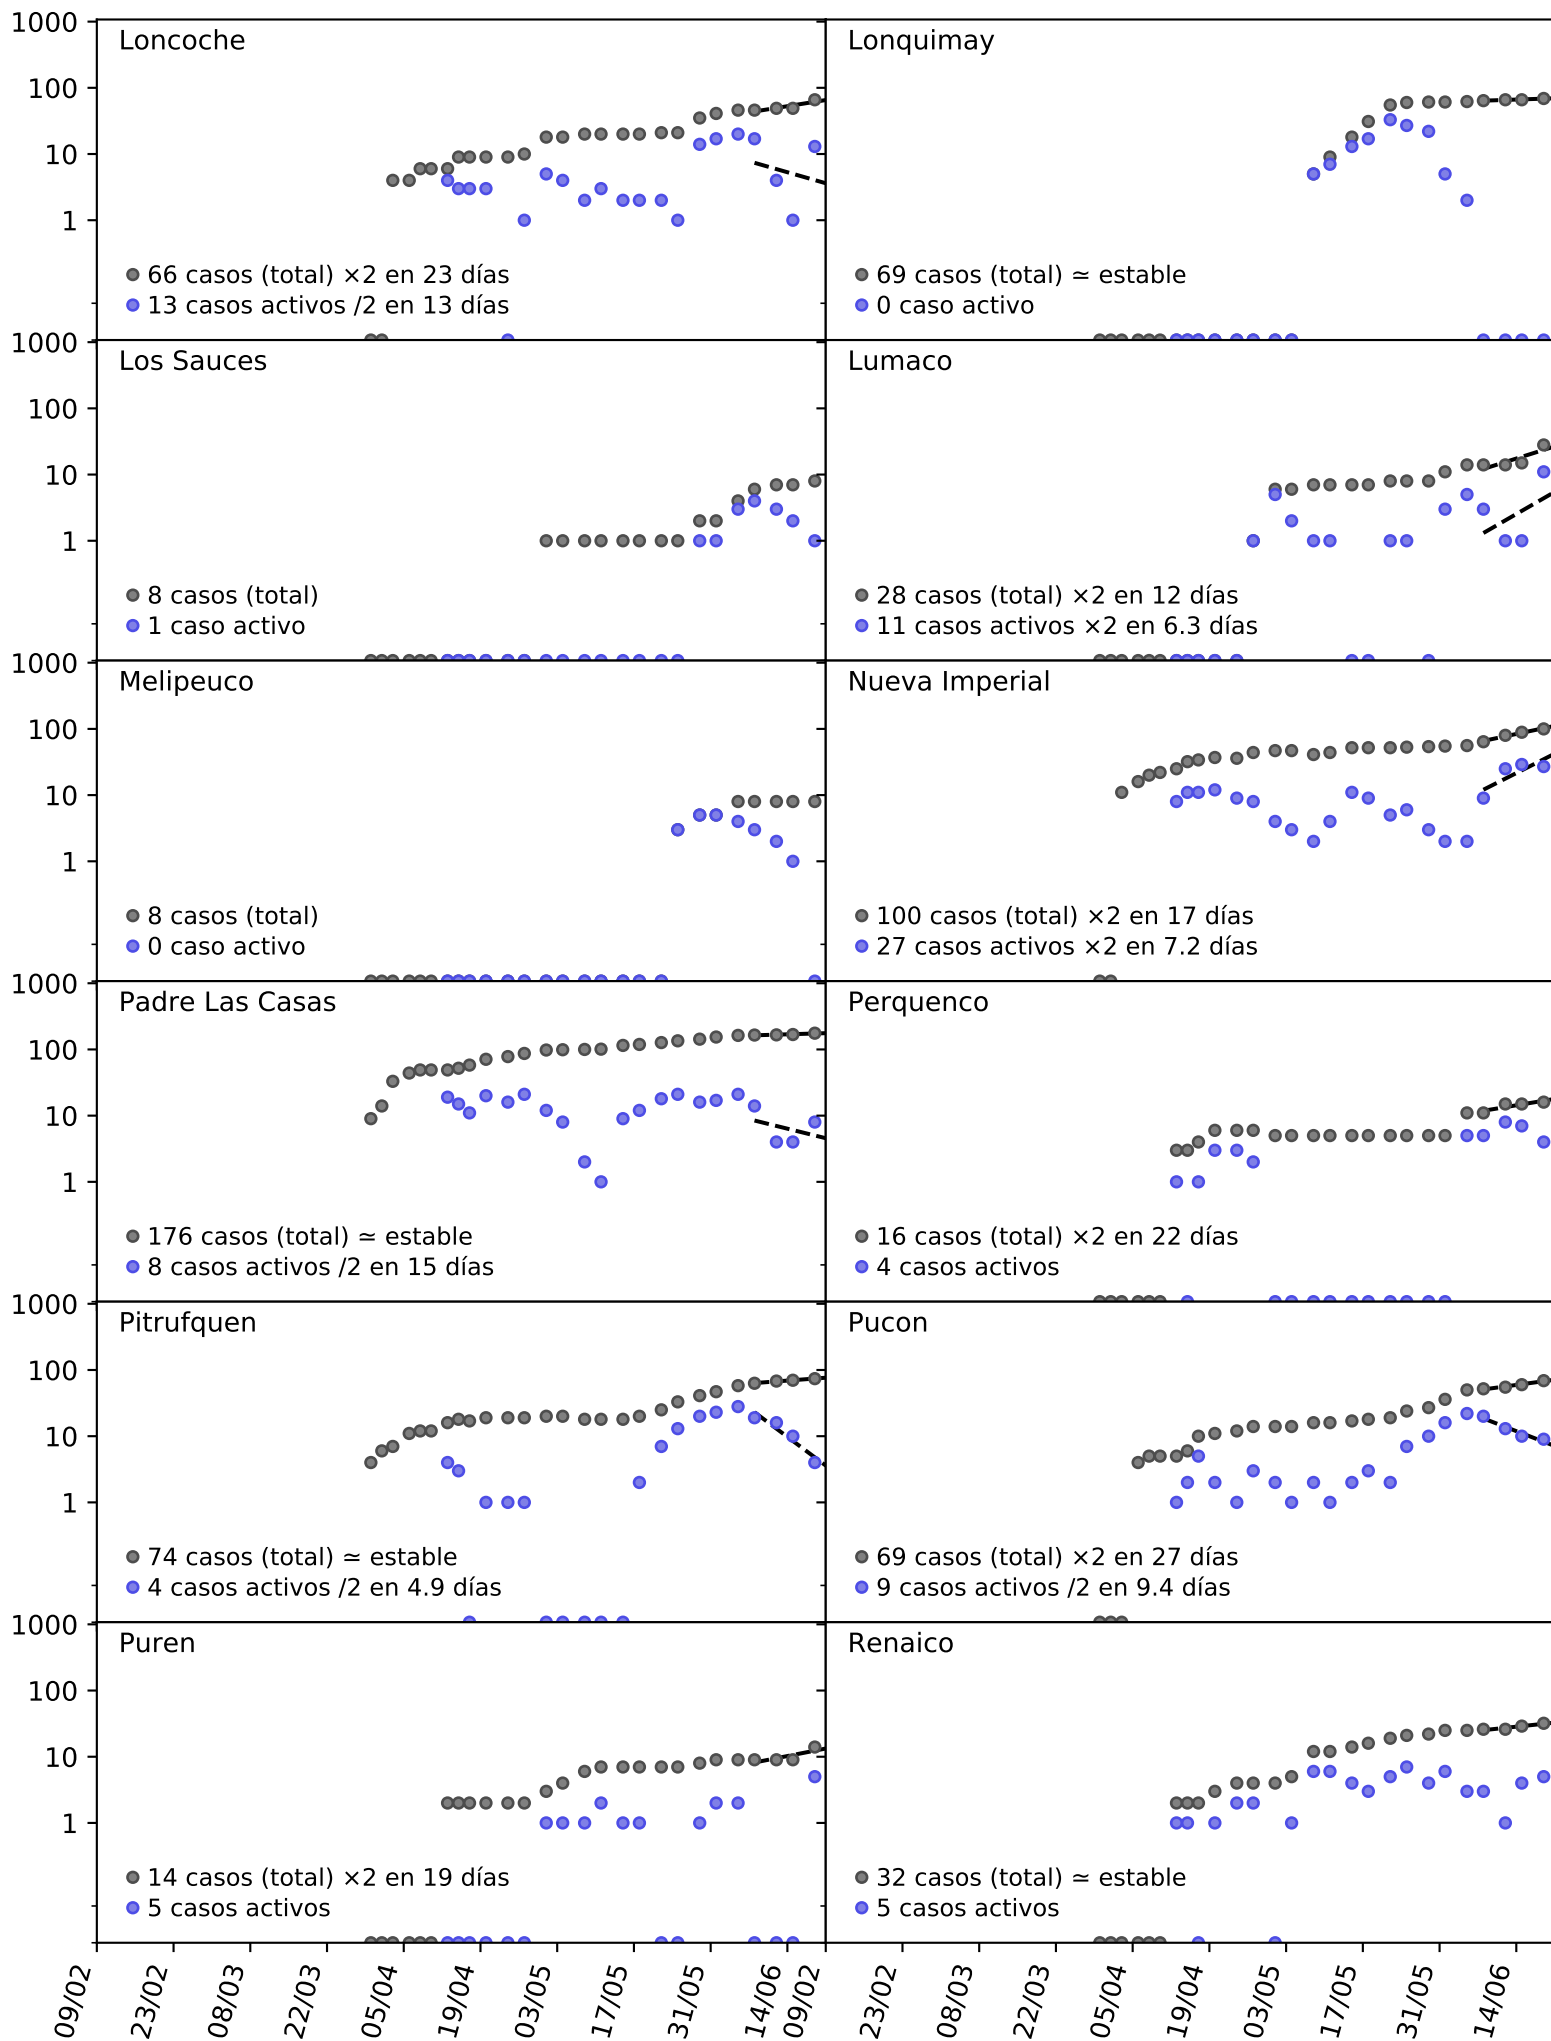 1000
100
10
1
Loncoche
66 casos (total) ×2 en 23 días
13 casos activos /2 en 13 días
Lonquimay
69 casos (total) ≃ estable
0 caso activo
1000
100
10
1
Los Sauces
8 casos (total)
1 caso activo
Lumaco
28 casos (total) ×2 en 12 días
11 casos activos ×2 en 6.3 días
1000
100
10
1
Melipeuco
8 casos (total)
0 caso activo
Nueva Imperial
100 casos (total) ×2 en 17 días
27 casos activos ×2 en 7.2 días
1000
100
10
1
Padre Las Casas
176 casos (total) ≃ estable
8 casos activos /2 en 15 días
Perquenco
16 casos (total) ×2 en 22 días
4 casos activos
1000
100
10
1
Pitrufquen
74 casos (total) ≃ estable
4 casos activos /2 en 4.9 días
Pucon
69 casos (total) ×2 en 27 días
9 casos activos /2 en 9.4 días
1000
100
10
1
Puren
14 casos (total) ×2 en 19 días
5 casos activos
Renaico
32 casos (total) ≃ estable
5 casos activos
09/02
23/02
08/03
22/03
05/04
19/04
03/05
17/05
31/05
14/06
09/02
23/02
08/03
22/03
05/04
19/04
03/05
17/05
31/05
14/06